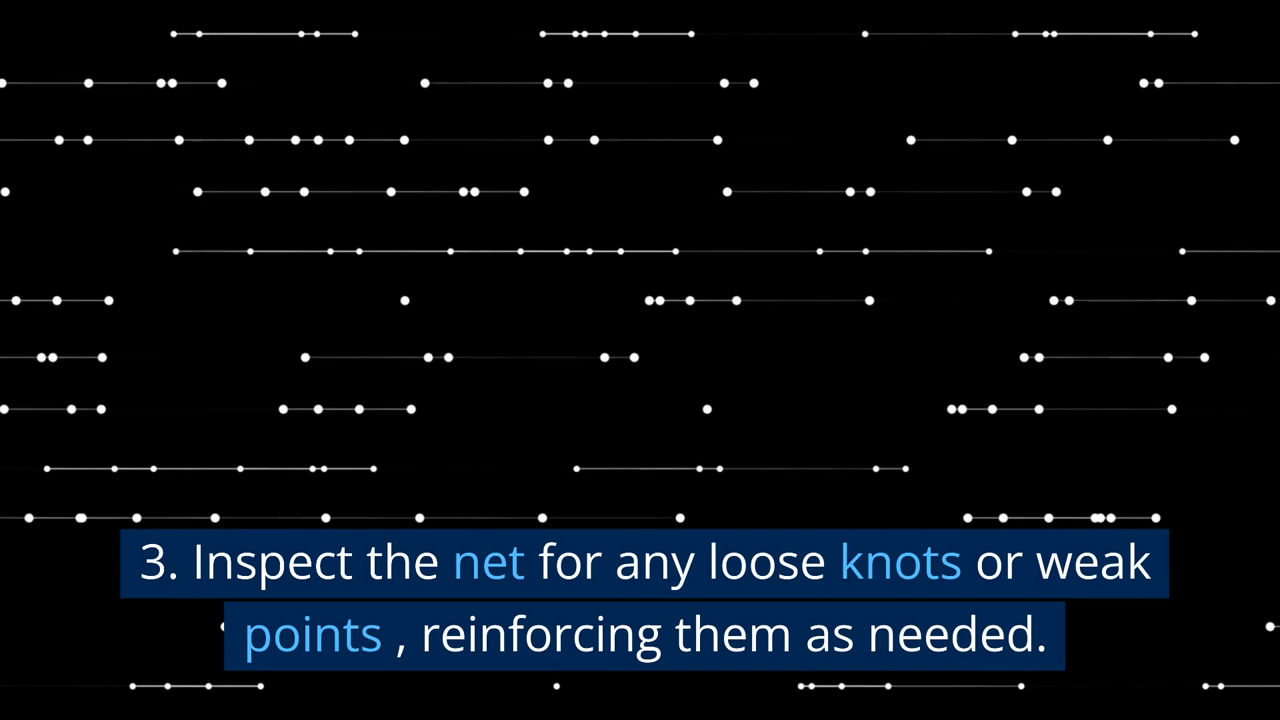 3. Inspect the net for any loose knots or weak
points , reinforcing them as needed.